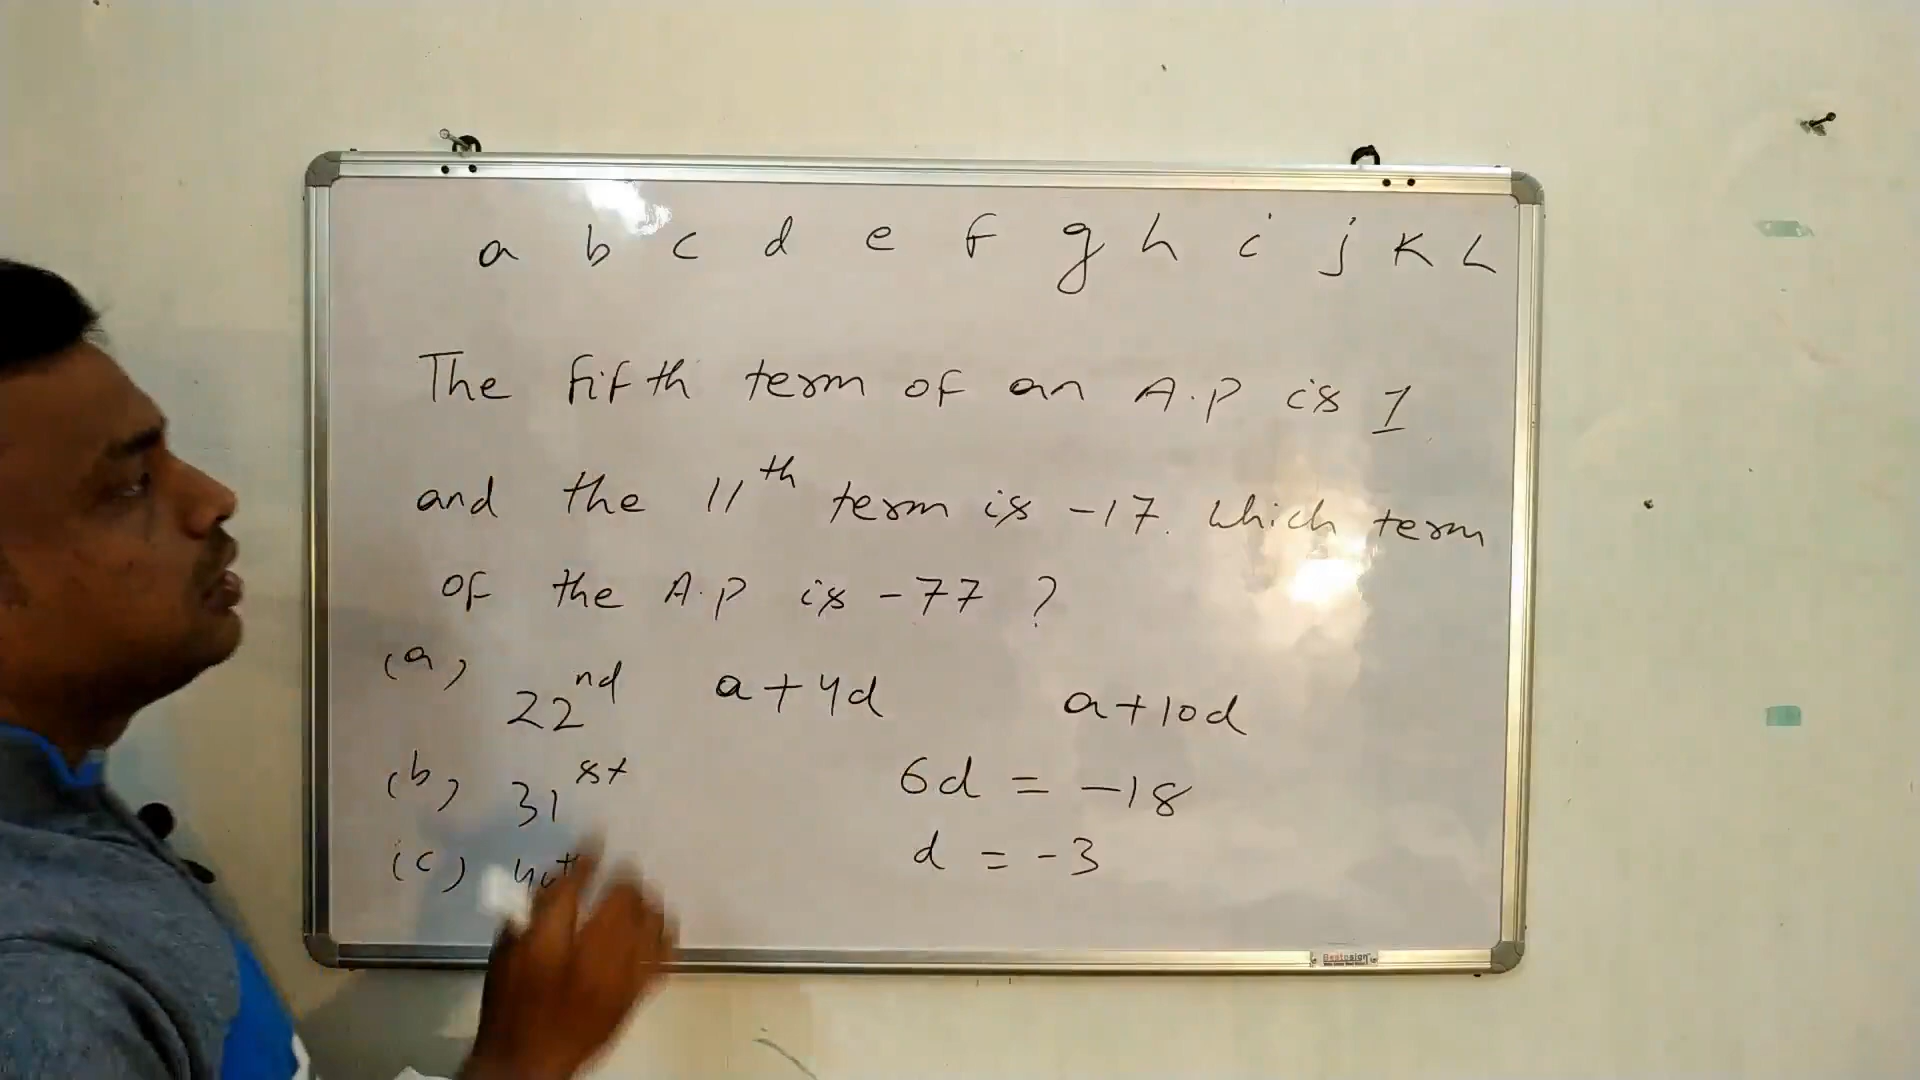 a b c d e f g h i j k L
The fifth term of an A.P is 1
and the 11th term is -17. Which term
of the A.P is -77 ?
(a) 22nd a+4d a+10d
(b) 31st 6d = -18
(c) d = -3